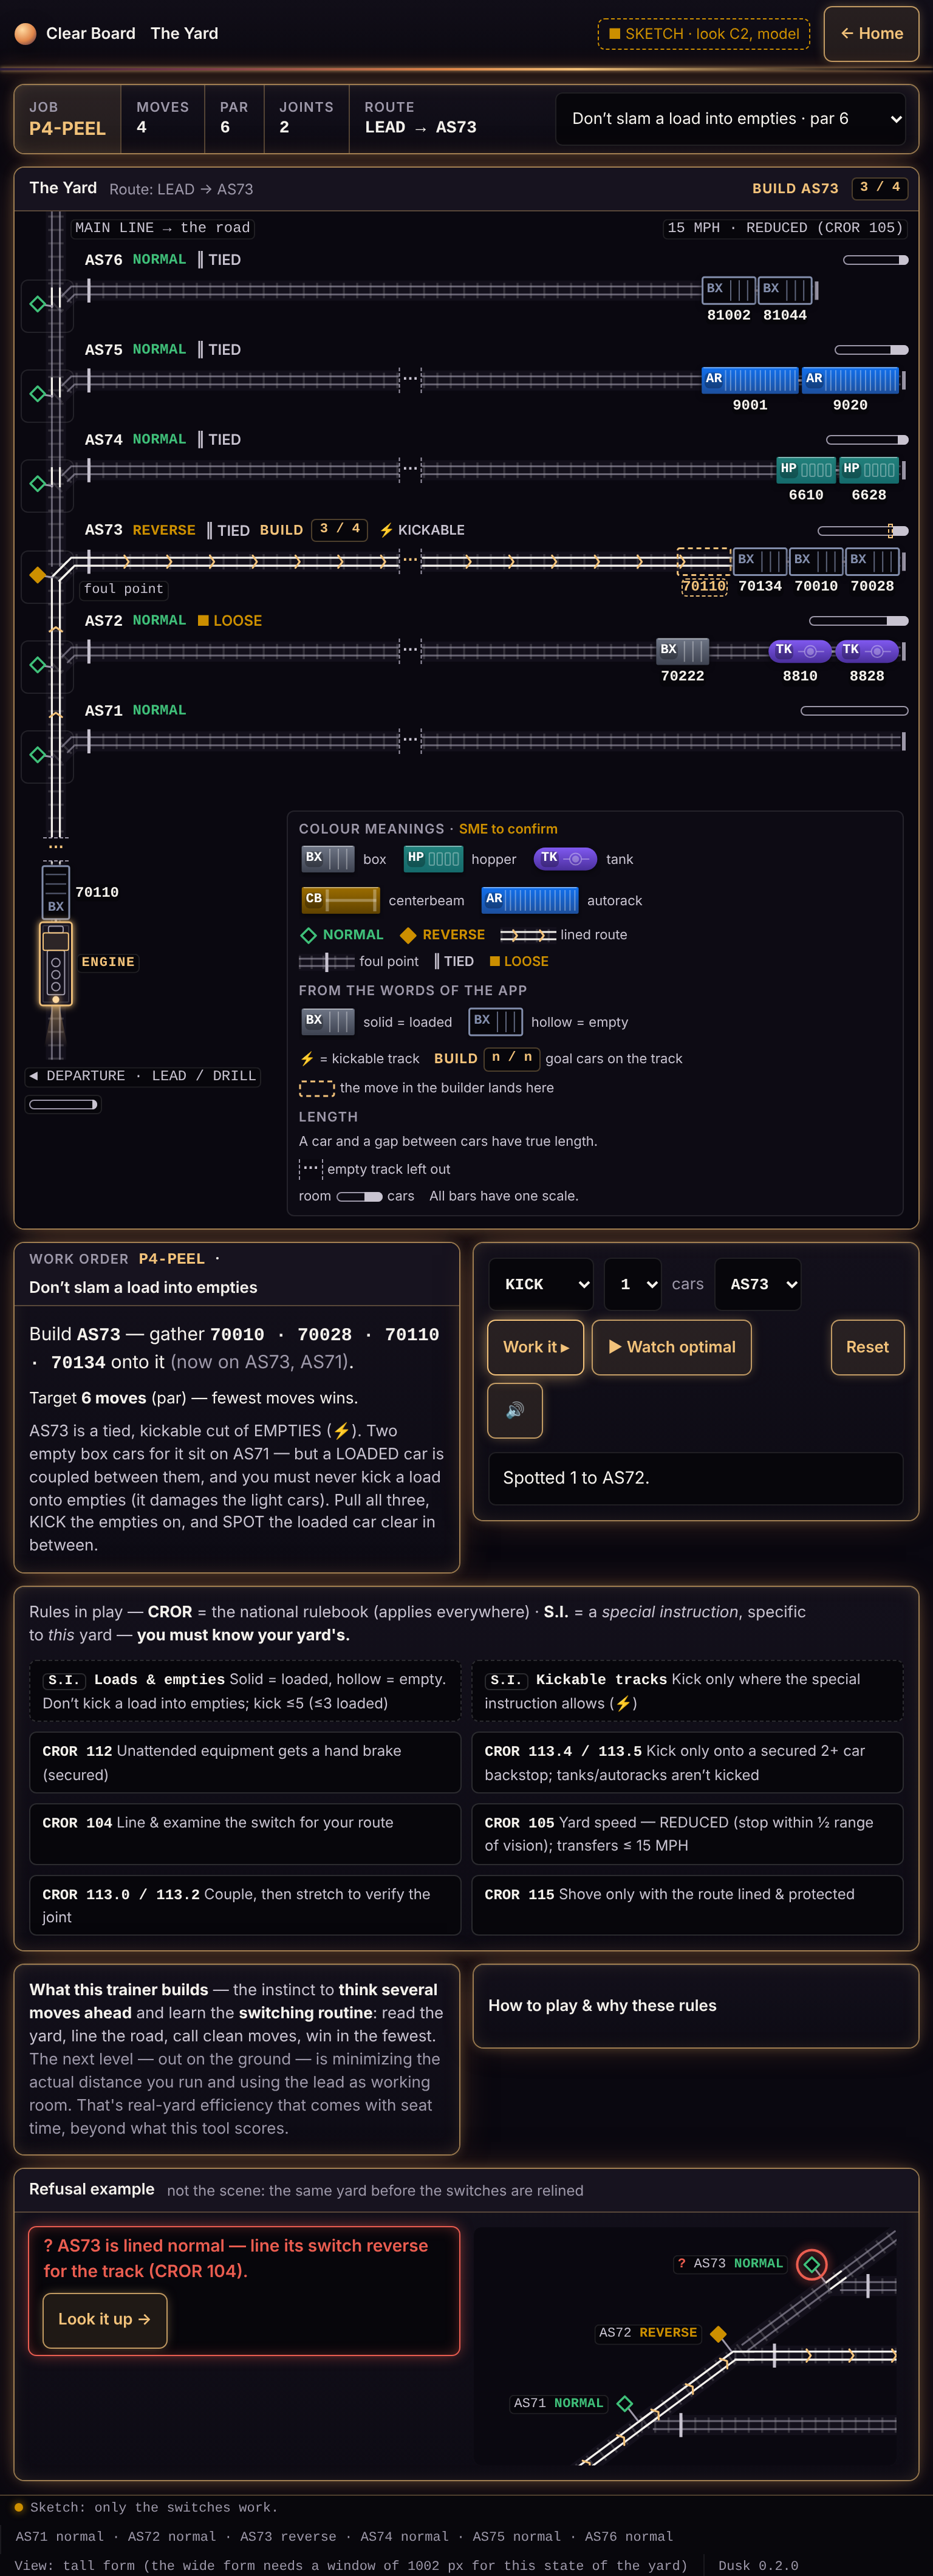 Clear Board The Yard
SKETCH · look C2, model
← Home
JOB
P4-PEEL
MOVES
4
PAR
6
JOINTS
2
ROUTE
LEAD → AS73
Don’t slam a load into empties · par 6
The Yard Route: LEAD → AS73
BUILD AS73 3 / 4
MAIN LINE → the road
15 MPH · REDUCED (CROR 105)
AS76 NORMAL TIED
BX BX
81002 81044
AS75 NORMAL TIED
AR AR
9001 9020
AS74 NORMAL TIED
HP HP
6610 6628
AS73 REVERSE TIED BUILD 3 / 4 ⚡ KICKABLE
BX BX BX
foul point
70110 70134 70010 70028
AS72 NORMAL LOOSE
BX TK TK
70222 8810 8828
AS71 NORMAL
70110
BX
ENGINE
◄ DEPARTURE · LEAD / DRILL
COLOUR MEANINGS · SME to confirm
BX box HP hopper TK tank
CB centerbeam AR autorack
NORMAL REVERSE lined route
foul point TIED LOOSE
FROM THE WORDS OF THE APP
BX solid = loaded BX hollow = empty
⚡ = kickable track BUILD n / n goal cars on the track
the move in the builder lands here
LENGTH
A car and a gap between cars have true length.
··· empty track left out
room cars All bars have one scale.
WORK ORDER P4-PEEL ·
Don’t slam a load into empties
Build AS73 — gather 70010 · 70028 · 70110
· 70134 onto it (now on AS73, AS71).
Target 6 moves (par) — fewest moves wins.
AS73 is a tied, kickable cut of EMPTIES (⚡). Two
empty box cars for it sit on AS71 — but a LOADED car is
coupled between them, and you must never kick a load
onto empties (it damages the light cars). Pull all three,
KICK the empties on, and SPOT the loaded car clear in
between.
KICK 1 cars AS73
Work it ▸ ▶ Watch optimal Reset
Spotted 1 to AS72.
Rules in play — CROR = the national rulebook (applies everywhere) · S.I. = a special instruction, specific
to this yard — you must know your yard's.
S.I. Loads & empties Solid = loaded, hollow = empty.
Don’t kick a load into empties; kick ≤5 (≤3 loaded)
S.I. Kickable tracks Kick only where the special
instruction allows (⚡)
CROR 112 Unattended equipment gets a hand brake
(secured)
CROR 113.4 / 113.5 Kick only onto a secured 2+ car
backstop; tanks/autoracks aren’t kicked
CROR 104 Line & examine the switch for your route
CROR 105 Yard speed — REDUCED (stop within ½ range
of vision); transfers ≤ 15 MPH
CROR 113.0 / 113.2 Couple, then stretch to verify the
joint
CROR 115 Shove only with the route lined & protected
What this trainer builds — the instinct to think several
moves ahead and learn the switching routine: read the
yard, line the road, call clean moves, win in the fewest.
The next level — out on the ground — is minimizing the
actual distance you run and using the lead as working
room. That's real-yard efficiency that comes with seat
time, beyond what this tool scores.
How to play & why these rules
Refusal example not the scene: the same yard before the switches are relined
? AS73 is lined normal — line its switch reverse
for the track (CROR 104).
Look it up →
? AS73 NORMAL
AS72 REVERSE
AS71 NORMAL
Sketch: only the switches work.
AS71 normal · AS72 normal · AS73 reverse · AS74 normal · AS75 normal · AS76 normal
View: tall form (the wide form needs a window of 1002 px for this state of the yard) Dusk 0.2.0